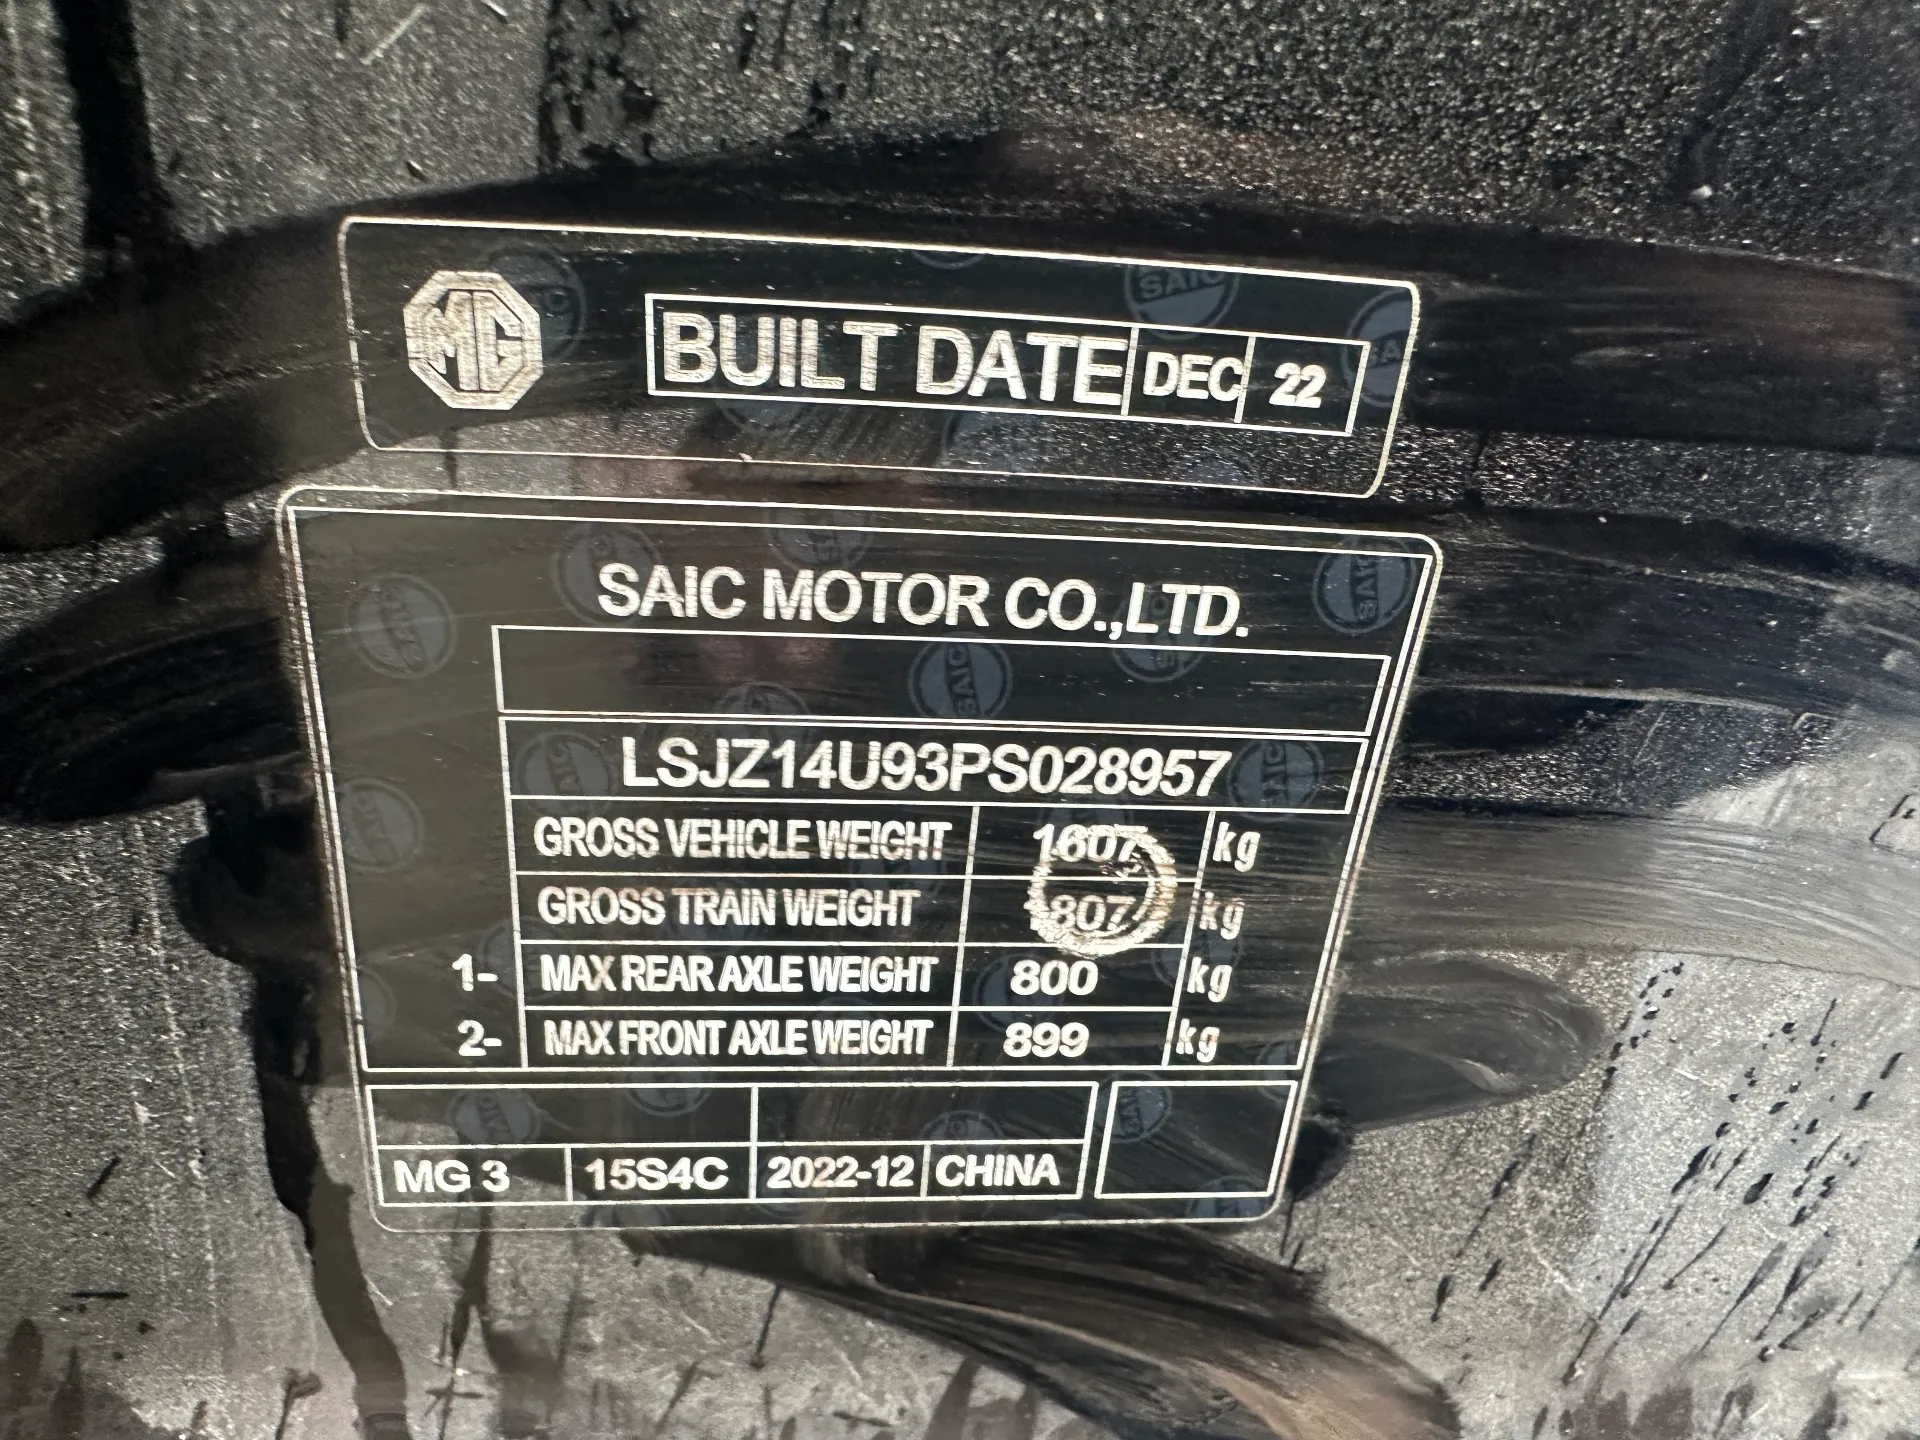 MG BUILT DATE DEC 22
SAIC MOTOR CO.,LTD.
LSJZ14U93PS028957
GROSS VEHICLE WEIGHT 1607 kg
GROSS TRAIN WEIGHT kg
1- MAX REAR AXLE WEIGHT 800 kg
2- MAX FRONT AXLE WEIGHT 899 kg
MG 3 15S4C 2022-12 CHINA